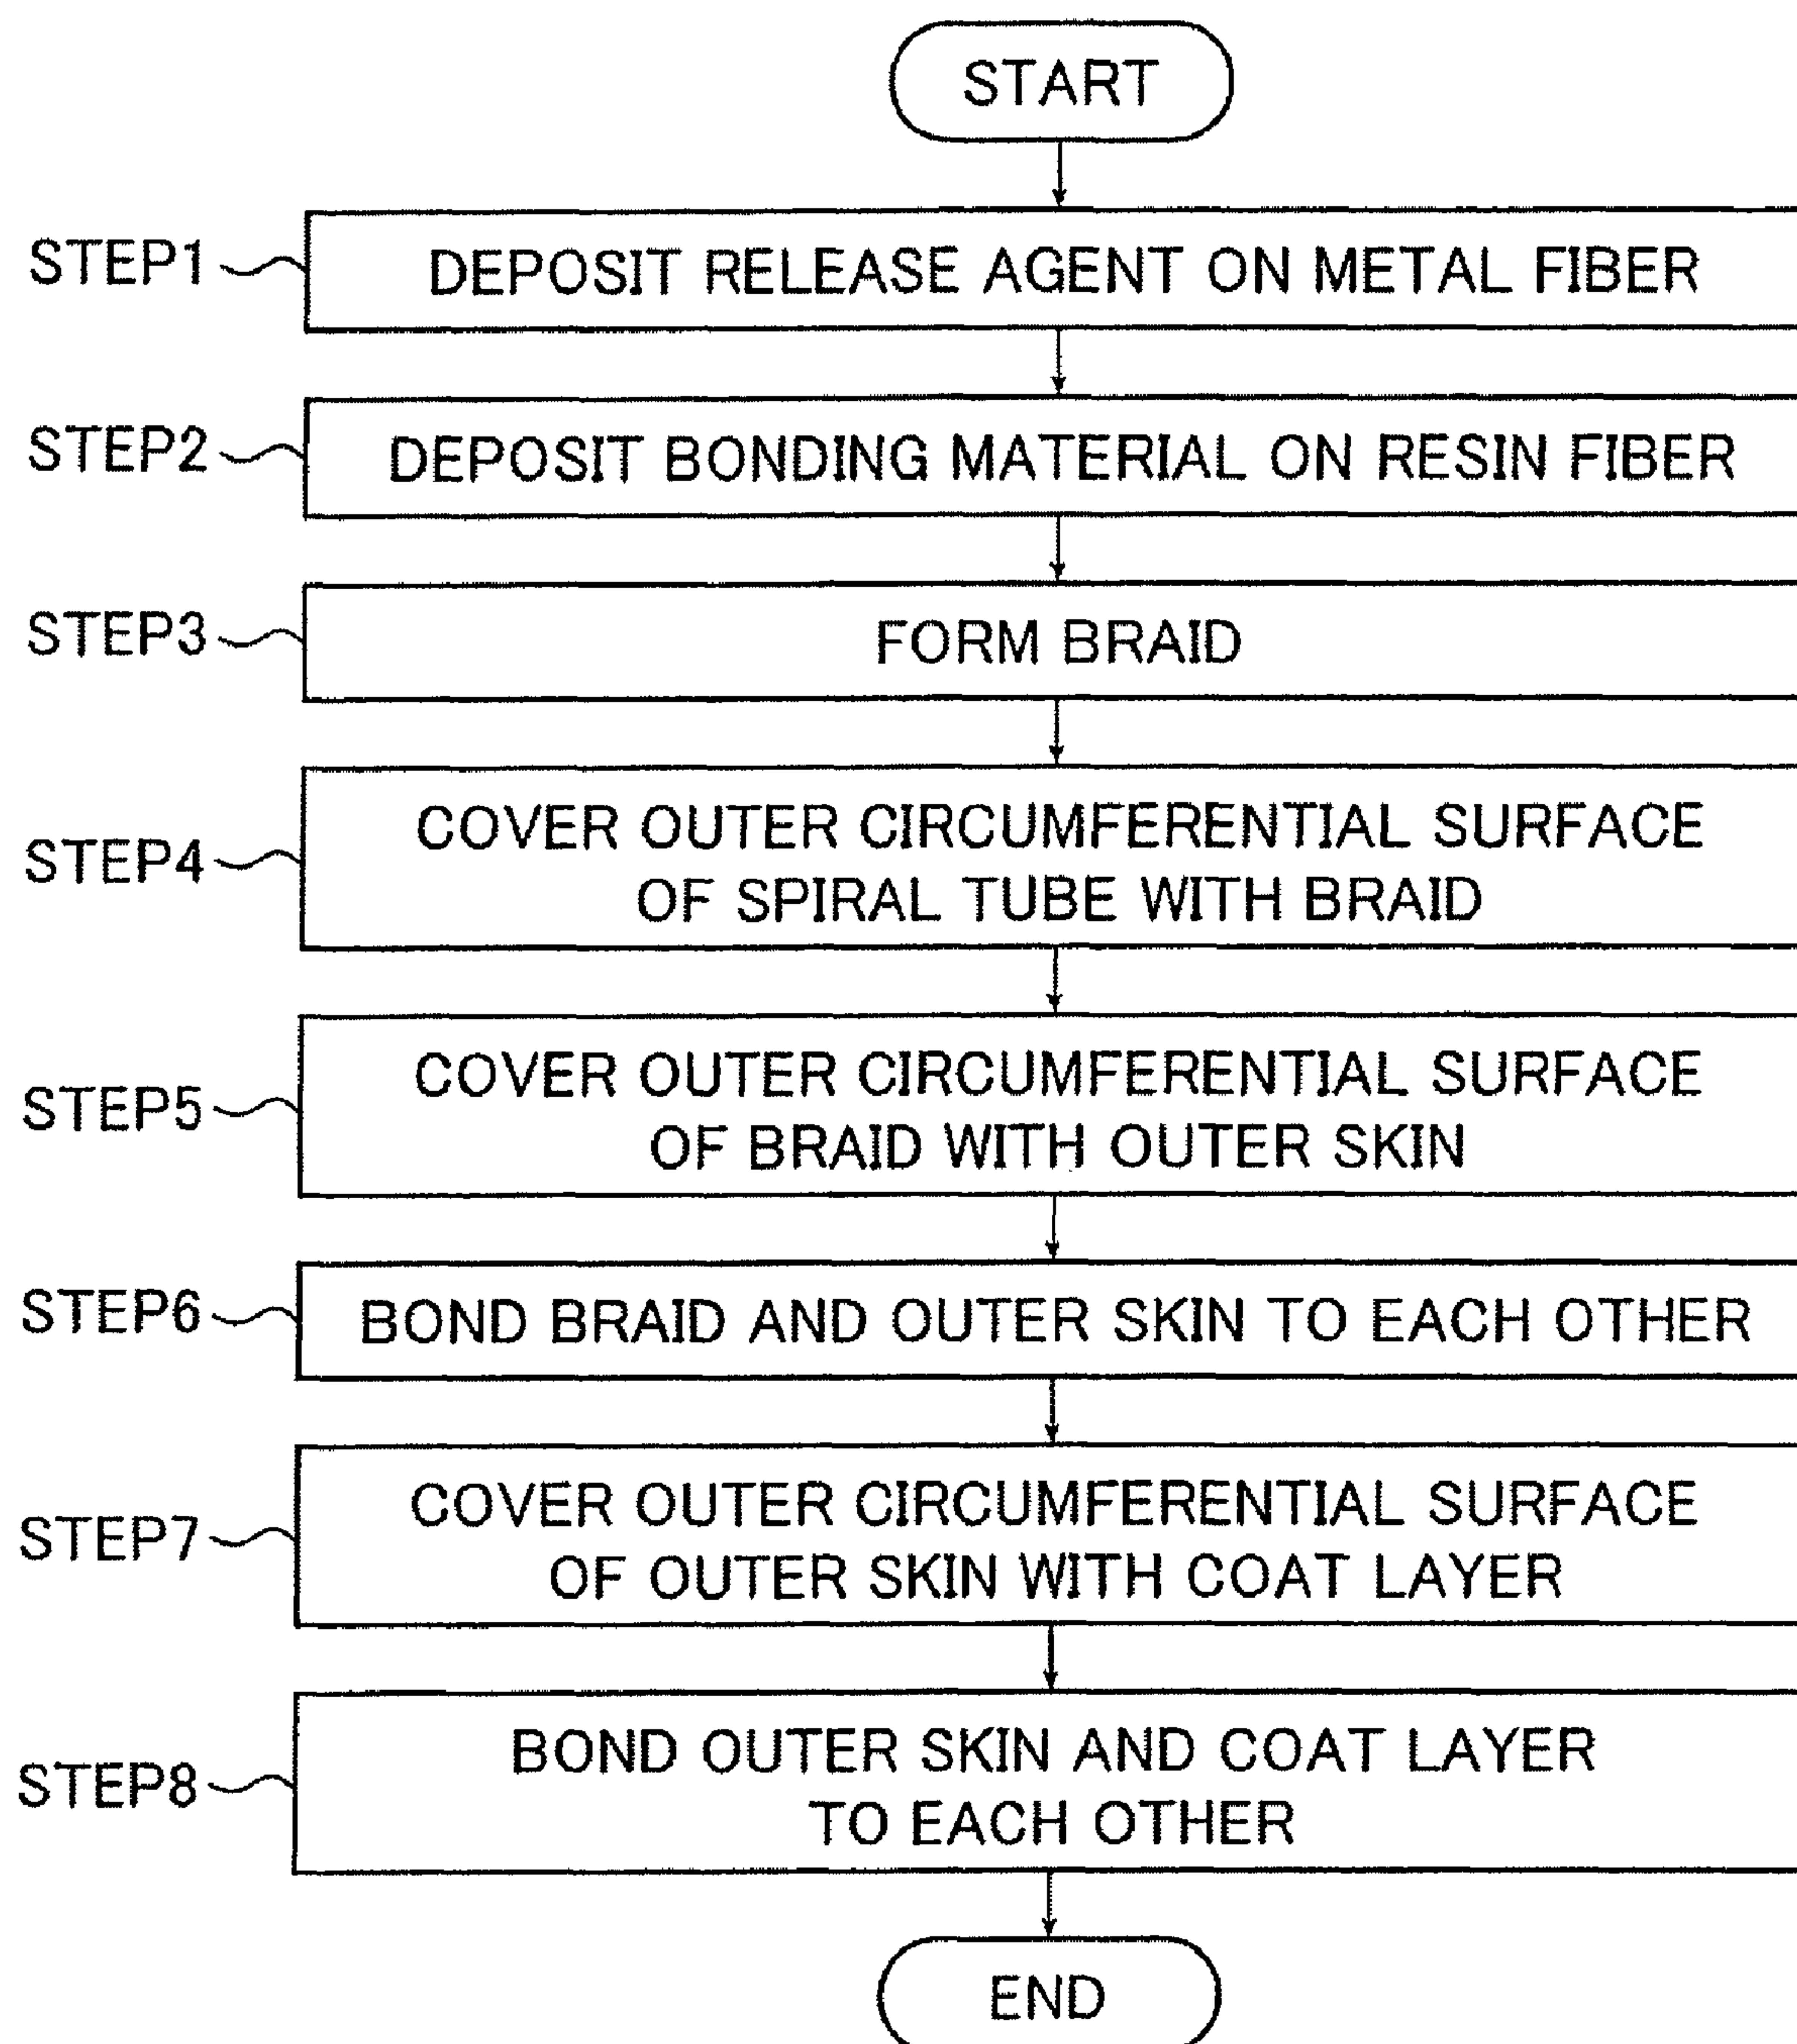 START
STEP1 DEPOSIT RELEASE AGENT ON METAL FIBER
STEP2 DEPOSIT BONDING MATERIAL ON RESIN FIBER
STEP3 FORM BRAID
STEP4 COVER OUTER CIRCUMFERENTIAL SURFACE
OF SPIRAL TUBE WITH BRAID
STEP5 COVER OUTER CIRCUMFERENTIAL SURFACE
OF BRAID WITH OUTER SKIN
STEP6 BOND BRAID AND OUTER SKIN TO EACH OTHER
STEP7 COVER OUTER CIRCUMFERENTIAL SURFACE
OF OUTER SKIN WITH COAT LAYER
STEP8 BOND OUTER SKIN AND COAT LAYER
TO EACH OTHER
END